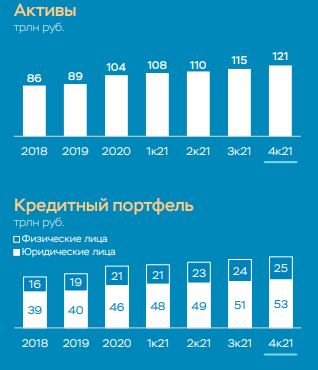 Активы
трлн руб.
86 89 104 108 110 115 121
2018 2019 2020 1к21 2к21 3к21 4к21
Кредитный портфель
трлн руб.
Физические лица
Юридические лица
16 19 21 21 23 24 25
39 40 46 48 49 51 53
2018 2019 2020 1к21 2к21 3к21 4к21